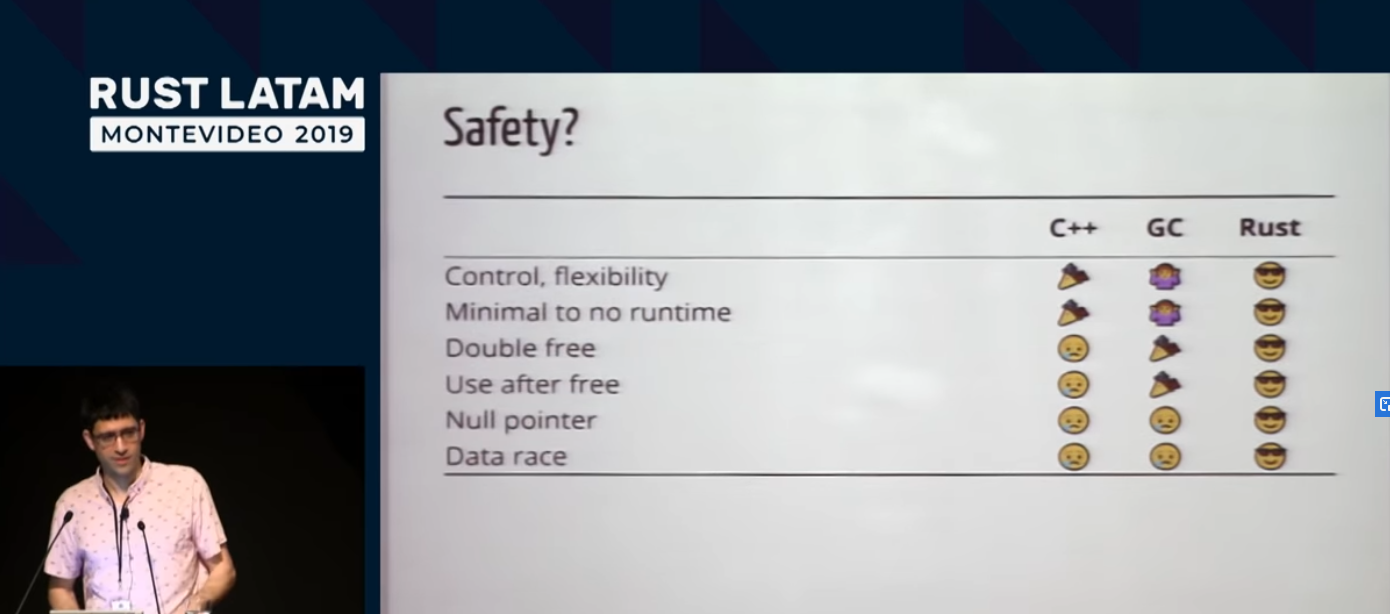 RUST LATAM
MONTEVIDEO 2019
Safety?
C++ GC Rust
Control, flexibility
Minimal to no runtime
Double free
Use after free
Null pointer
Data race